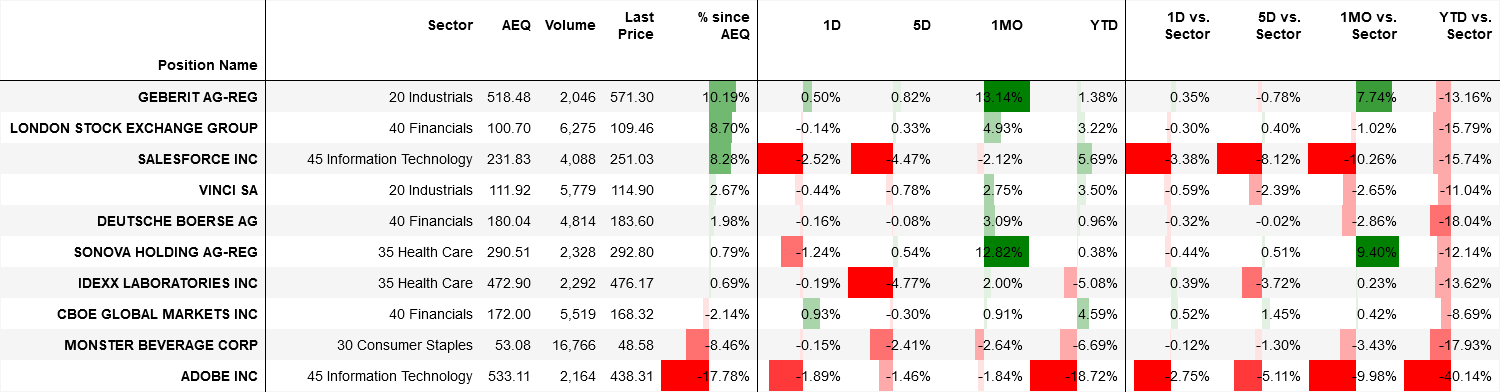 Position Name Sector AEQ Volume Last Price % since AEQ 1D 5D 1MO YTD 1D vs. Sector 5D vs. Sector 1MO vs. Sector YTD vs. Sector
GEBERIT AG-REG 20 Industrials 518.48 2,046 571.30 10.19% 0.50% 0.82% 13.14% 1.38% 0.35% -0.78% 7.74% -13.16%
LONDON STOCK EXCHANGE GROUP 40 Financials 100.70 6,275 109.46 8.70% -0.14% 0.33% 4.93% 3.22% -0.30% 0.40% -1.02% -15.79%
SALESFORCE INC 45 Information Technology 231.83 4,088 251.03 8.28% -2.52% -4.47% -2.12% 5.69% -3.38% -8.12% -10.26% -15.74%
VINCI SA 20 Industrials 111.92 5,779 114.90 2.67% -0.44% -0.78% 2.75% 3.50% -0.59% -2.39% -2.65% -11.04%
DEUTSCHE BOERSE AG 40 Financials 180.04 4,814 183.60 1.98% -0.16% -0.08% 3.09% 0.96% -0.32% -0.02% -2.86% -18.04%
SONOVA HOLDING AG-REG 35 Health Care 290.51 2,328 292.80 0.79% -1.24% 0.54% 12.82% 0.38% -0.44% 0.51% 9.40% -12.14%
IDEXX LABORATORIES INC 35 Health Care 472.90 2,292 476.17 0.69% -0.19% -4.77% 2.00% -5.08% 0.39% -3.72% 0.23% -13.62%
CBOE GLOBAL MARKETS INC 40 Financials 172.00 5,519 168.32 -2.14% 0.93% -0.30% 0.91% 4.59% 0.52% 1.45% 0.42% -8.69%
MONSTER BEVERAGE CORP 30 Consumer Staples 53.08 16,766 48.58 -8.46% -0.15% -2.41% -2.64% -6.69% -0.12% -1.30% -3.43% -17.93%
ADOBE INC 45 Information Technology 533.11 2,164 438.31 -17.78% -1.89% -1.46% -1.84% -18.72% -2.75% -5.11% -9.98% -40.14%